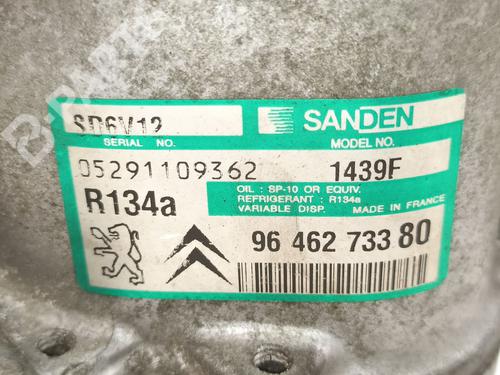 SD6V12
SANDEN
SERIAL NO.
MODEL NO.
05291109362
1439F
R134a
OIL : SP-10 OR EQUIV.
REFRIGERANT : R134a
VARIABLE DISP. MADE IN FRANCE
96 462 733 80
B-PARTS